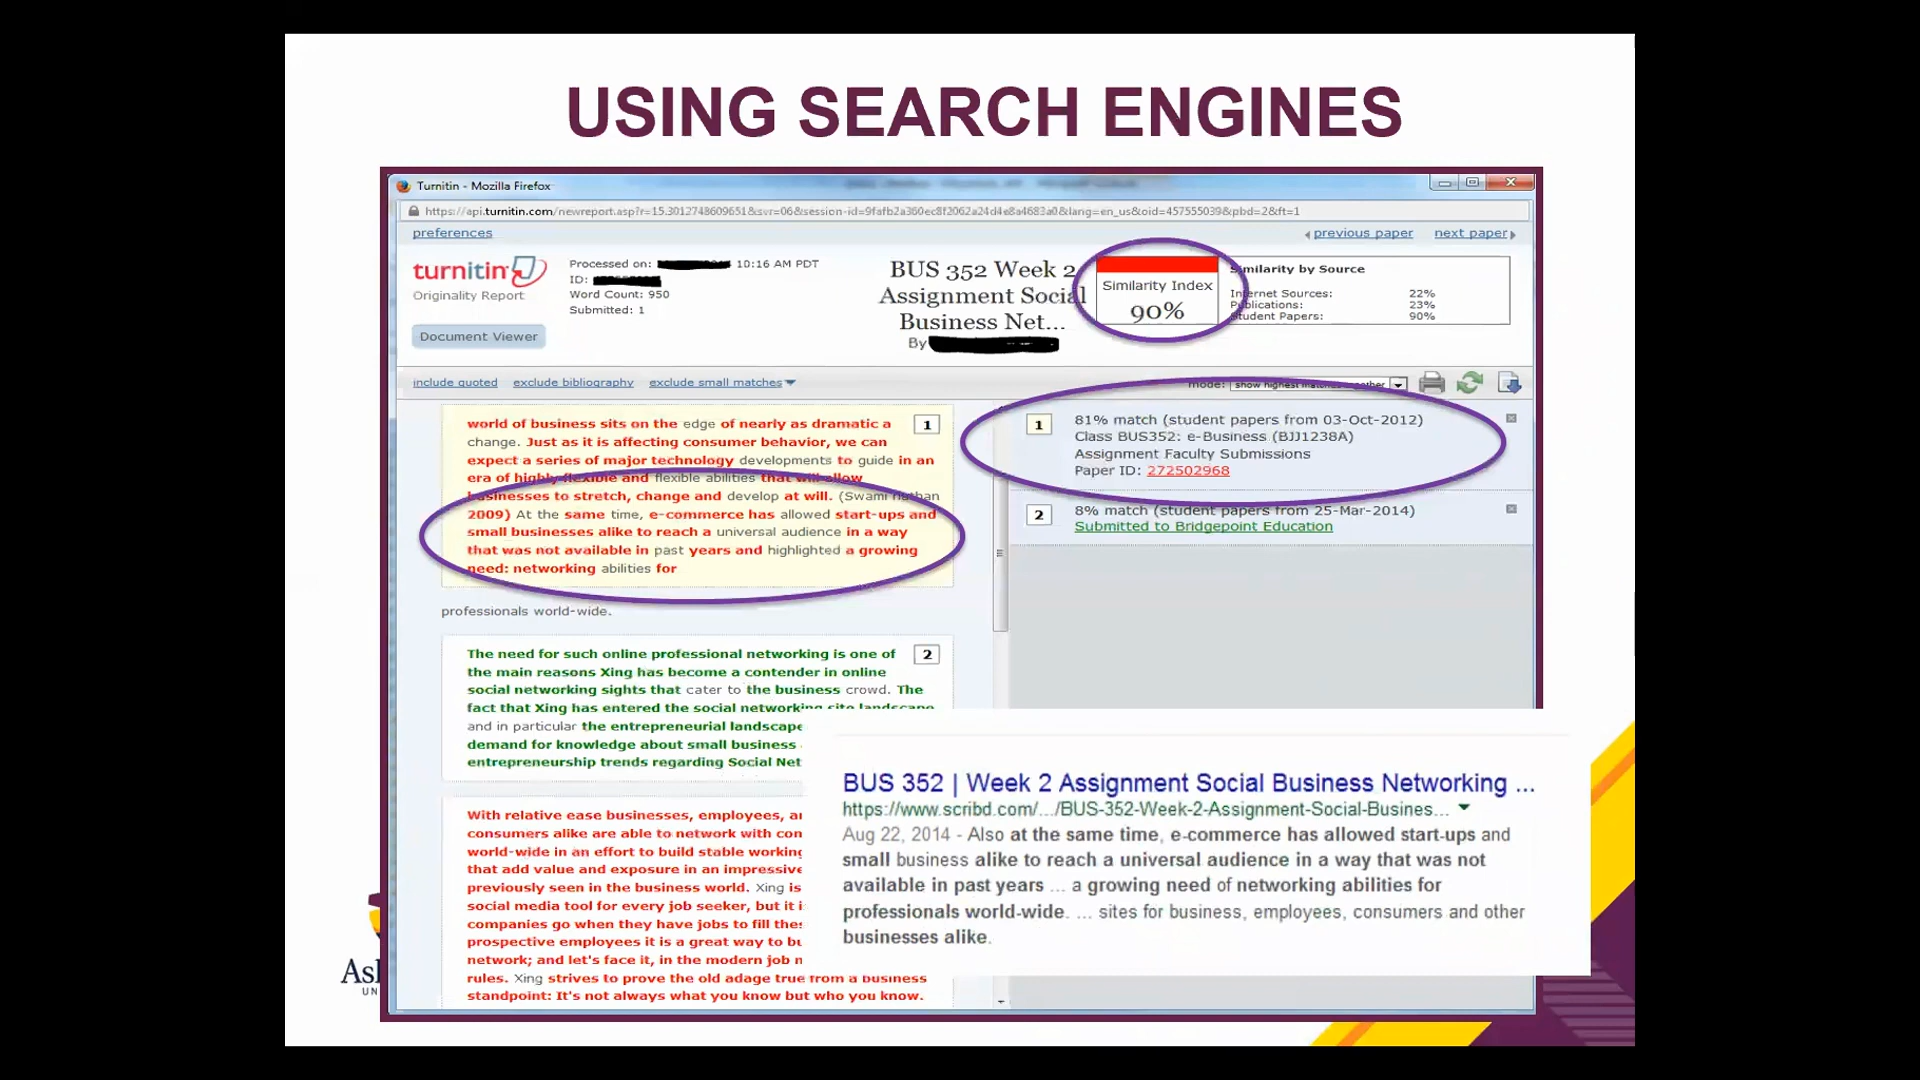 USING SEARCH ENGINES
Turnitin - Mozilla Firefox
https://api.turnitin.com/newreport.asp?r=15.3012748609651&svr=06&session-id=9fafb2a360ec8f2062a24d4e8a4683a0&lang=en_us&oid=457555039&pbd=2&ft=1
preferences
previous paper next paper
turnitin
Originality Report
Document Viewer
Processed on: 10:16 AM PDT
ID:
Word Count: 950
Submitted: 1
BUS 352 Week 2
Assignment Social
Business Net...
By
Similarity Index
90%
Similarity by Source
Internet Sources: 22%
Publications: 23%
Student Papers: 90%
include quoted exclude bibliography exclude small matches
mode: show highest matches together
world of business sits on the edge of nearly as dramatic a 1
change. Just as it is affecting consumer behavior, we can
expect a series of major technology developments to guide in an
era of highly flexible and flexible abilities that will allow
businesses to stretch, change and develop at will. (Swami nathan
2009) At the same time, e-commerce has allowed start-ups and
small businesses alike to reach a universal audience in a way
that was not available in past years and highlighted a growing
need: networking abilities for
professionals world-wide.
The need for such online professional networking is one of 2
the main reasons Xing has become a contender in online
social networking sights that cater to the business crowd. The
fact that Xing has entered the social networking site landscape
and in particular the entrepreneurial landscape
demand for knowledge about small business
entrepreneurship trends regarding Social Net
With relative ease businesses, employees, a
consumers alike are able to network with con
world-wide in an effort to build stable working
that add value and exposure in an impressive
previously seen in the business world. Xing is
social media tool for every job seeker, but it i
companies go when they have jobs to fill thes
prospective employees it is a great way to bu
network; and let's face it, in the modern job n
rules. Xing strives to prove the old adage true from a business
standpoint: It's not always what you know but who you know.
1 81% match (student papers from 03-Oct-2012)
Class BUS352: e-Business (BJJ1238A)
Assignment Faculty Submissions
Paper ID: 272502968
2 8% match (student papers from 25-Mar-2014)
Submitted to Bridgepoint Education
BUS 352 | Week 2 Assignment Social Business Networking ...
https://www.scribd.com/.../BUS-352-Week-2-Assignment-Social-Busines...
Aug 22, 2014 - Also at the same time, e-commerce has allowed start-ups and
small business alike to reach a universal audience in a way that was not
available in past years ... a growing need of networking abilities for
professionals world-wide. ... sites for business, employees, consumers and other
businesses alike.
As
UN